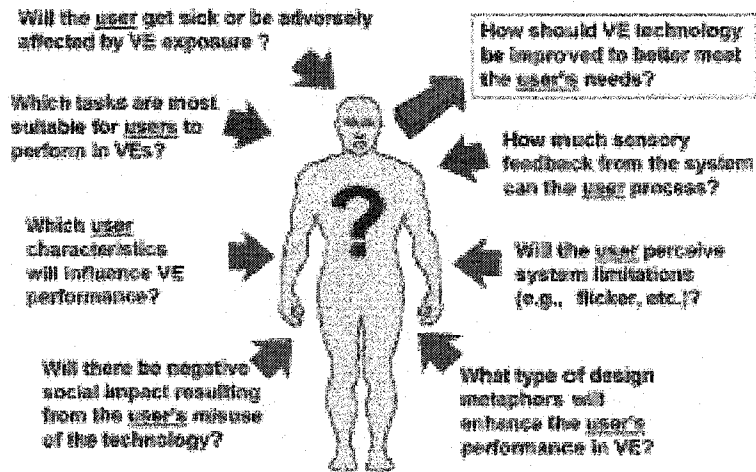 Will the user get sick or be adversely
affected by VE exposure ?
How should VE technology
be improved to better meet
the user's needs?
Which tasks are most
suitable for users to
perform in VEs?
How much sensory
feedback from the system
can the user process?
?
Which user
characteristics
will influence VE
performance?
Will the user perceive
system limitations
(e.g., flicker, etc.)?
Will there be negative
social impact resulting
from the user's misuse
of the technology?
What type of design
metaphors will
enhance the user's
performance in VE?